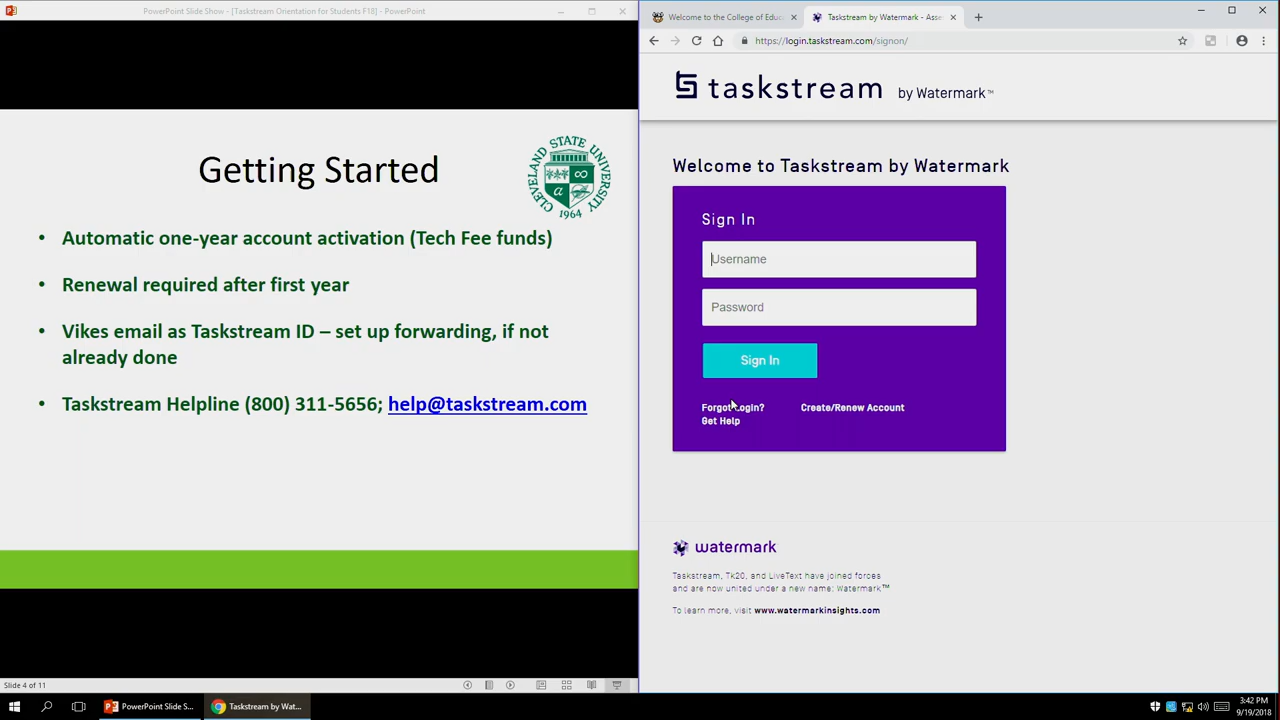 PowerPoint Slide Show - [Taskstream Orientation for Students F18] - PowerPoint
Getting Started
CLEVELAND STATE UNIVERSITY
1964
• Automatic one-year account activation (Tech Fee funds)
• Renewal required after first year
• Vikes email as Taskstream ID – set up forwarding, if not
already done
• Taskstream Helpline (800) 311-5656; help@taskstream.com
Slide 4 of 11
Welcome to the College of Educ
Taskstream by Watermark - Asse
https://login.taskstream.com/signon/
taskstream by Watermark™
Welcome to Taskstream by Watermark
Sign In
Username
Password
Sign In
Forgot Login? Create/Renew Account
Get Help
watermark
Taskstream, Tk20, and LiveText have joined forces
and are now united under a new name: Watermark™
To learn more, visit www.watermarkinsights.com
PowerPoint Slide S...
Taskstream by Wat...
3:42 PM
9/19/2018